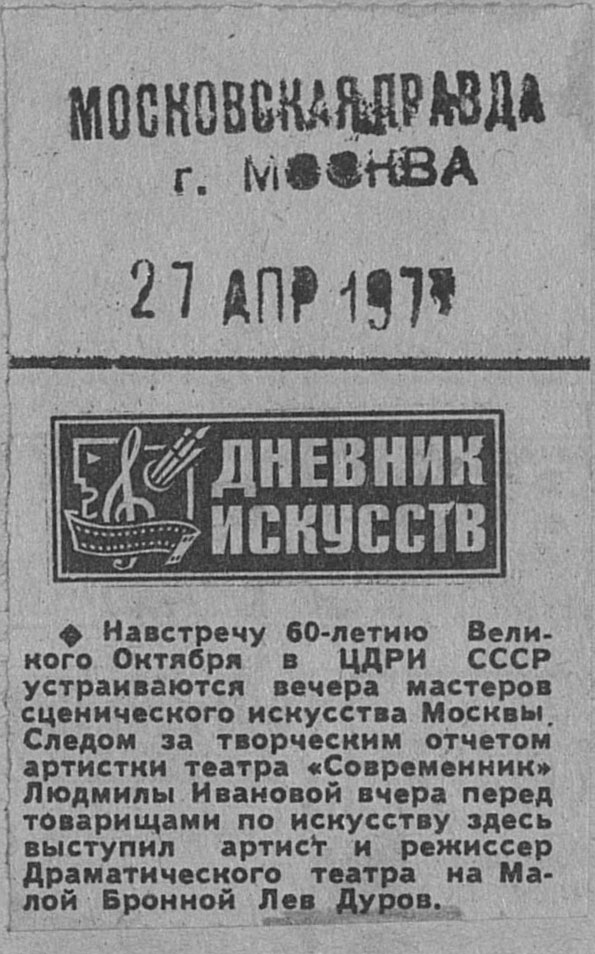 МОСКОВСКАЯ ПРАВДА
г. МОСКВА
27 АПР 1977
ДНЕВНИК
ИСКУССТВ
◆ Навстречу 60-летию Вели-
кого Октября в ЦДРИ СССР
устраиваются вечера мастеров
сценического искусства Москвы.
Следом за творческим отчетом
артистки театра «Современник»
Людмилы Ивановой вчера перед
товарищами по искусству здесь
выступил артист и режиссер
Драматического театра на Ма-
лой Бронной Лев Дуров.